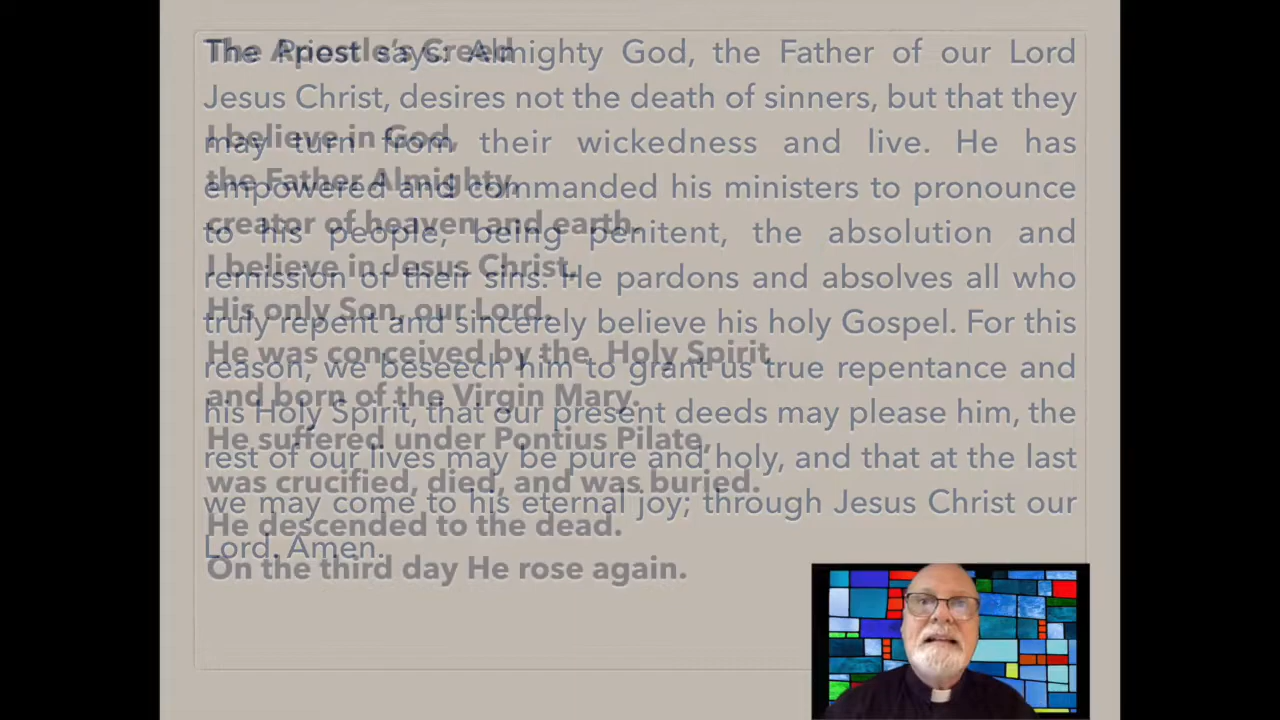 The Priest says: Almighty God, the Father of our Lord
Jesus Christ, desires not the death of sinners, but that they
may turn from their wickedness and live. He has
empowered and commanded his ministers to pronounce
to his people, being penitent, the absolution and
remission of their sins. He pardons and absolves all who
truly repent and sincerely believe his holy Gospel. For this
reason, we beseech him to grant us true repentance and
his Holy Spirit, that our present deeds may please him, the
rest of our lives may be pure and holy, and that at the last
we may come to his eternal joy; through Jesus Christ our
Lord. Amen.
The Apostle's Creed
I believe in God,
the Father Almighty,
creator of heaven and earth.
I believe in Jesus Christ,
His only Son, our Lord.
He was conceived by the Holy Spirit
and born of the Virgin Mary.
He suffered under Pontius Pilate,
was crucified, died, and was buried.
He descended to the dead.
On the third day He rose again.